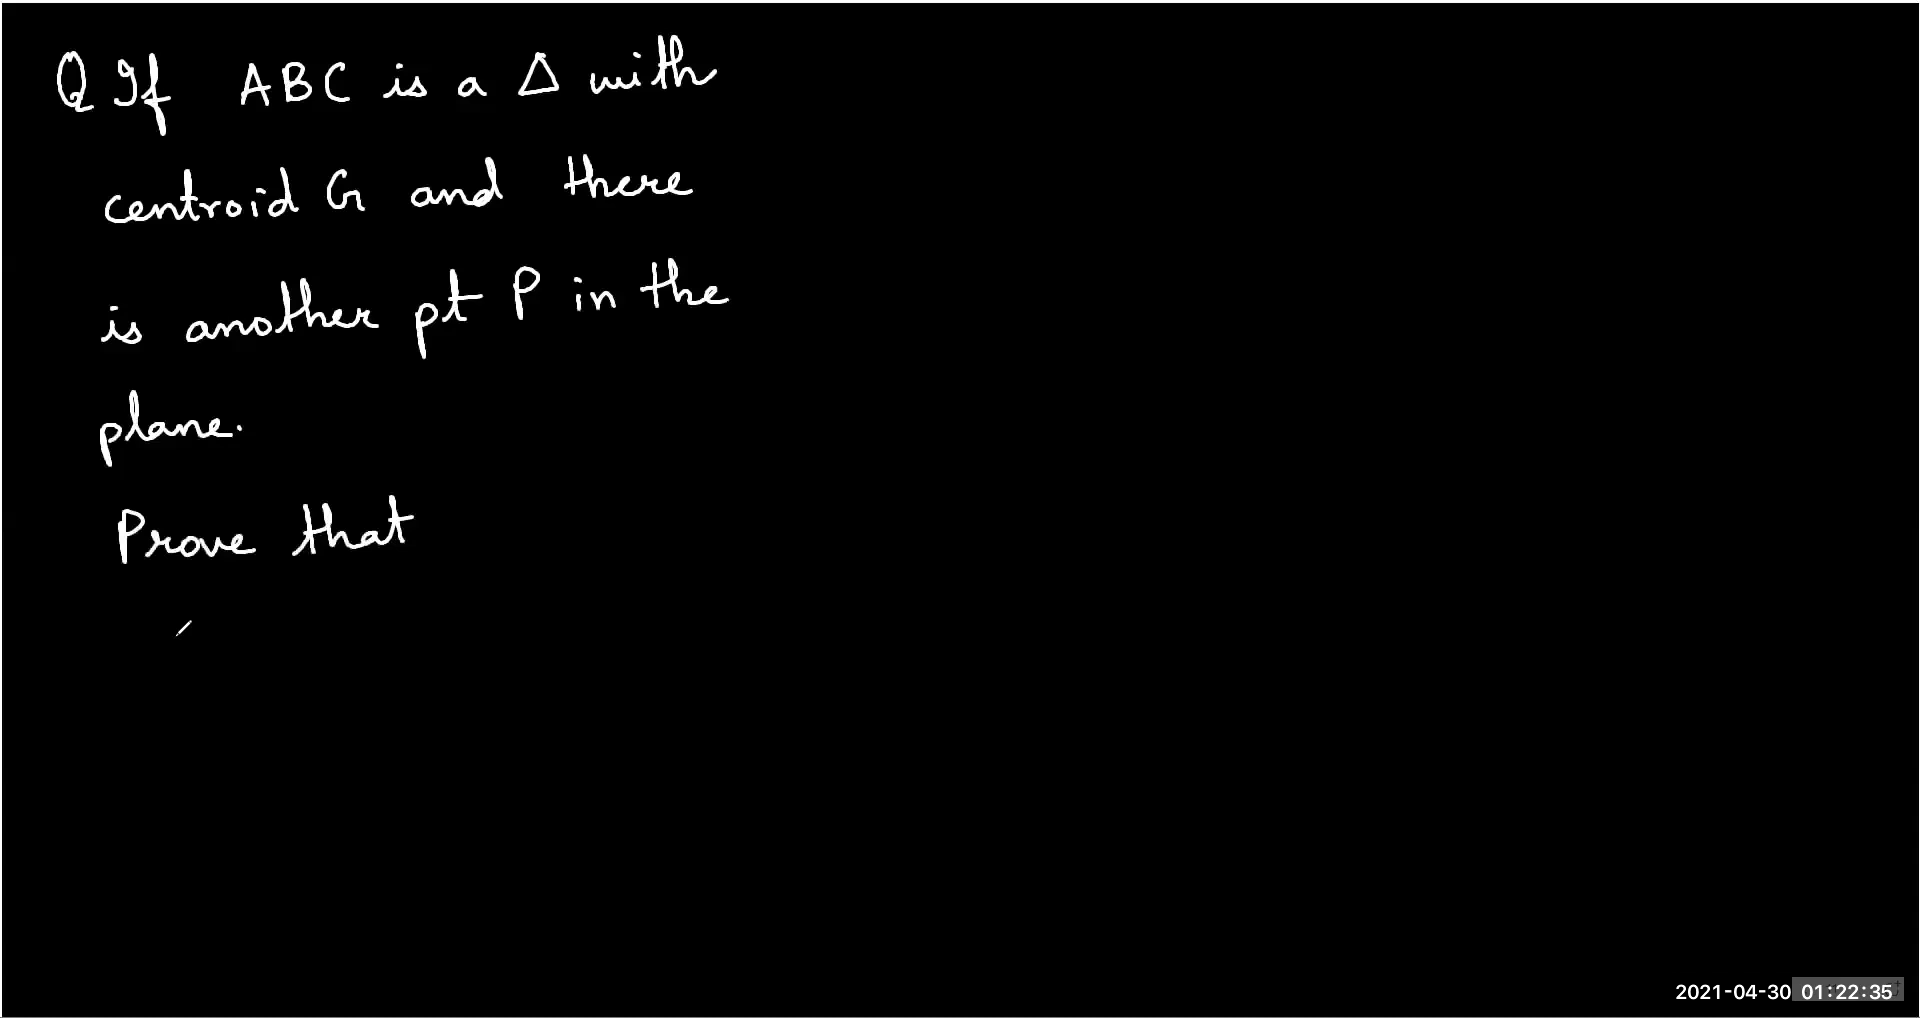 Q If ABC is a Δ with
centroid G and there
is another pt P in the
plane.
Prove that
2021-04-30 01:22:35